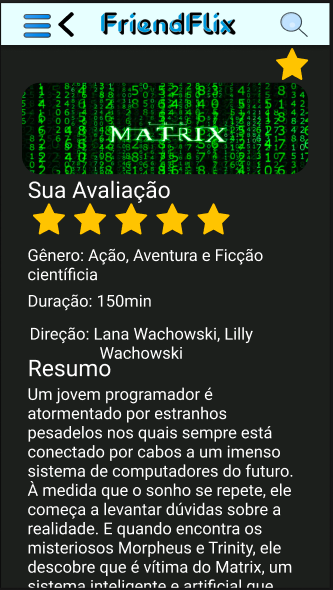 FriendFlix
MATRIX
Sua Avaliação
Gênero: Ação, Aventura e Ficção
científicia
Duração: 150min
Direção: Lana Wachowski, Lilly
Wachowski
Resumo
Um jovem programador é
atormentado por estranhos
pesadelos nos quais sempre está
conectado por cabos a um imenso
sistema de computadores do futuro.
À medida que o sonho se repete, ele
começa a levantar dúvidas sobre a
realidade. E quando encontra os
misteriosos Morpheus e Trinity, ele
descobre que é vítima do Matrix, um
sistema inteligente e artificial que